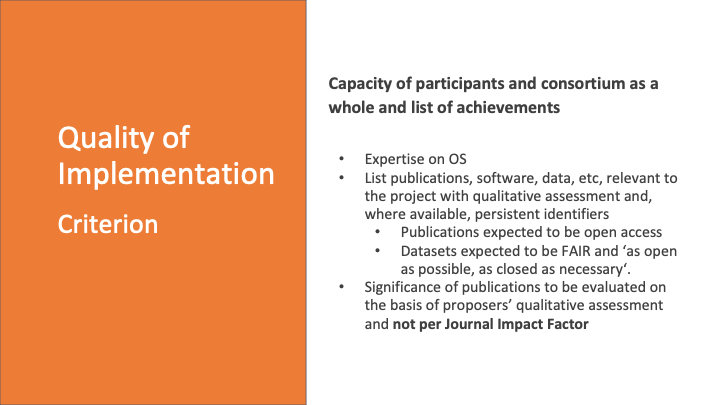 Quality of
Implementation
Criterion
Capacity of participants and consortium as a
whole and list of achievements
• Expertise on OS
• List publications, software, data, etc, relevant to
the project with qualitative assessment and,
where available, persistent identifiers
• Publications expected to be open access
• Datasets expected to be FAIR and ‘as open
as possible, as closed as necessary‘.
• Significance of publications to be evaluated on
the basis of proposers’ qualitative assessment
and not per Journal Impact Factor